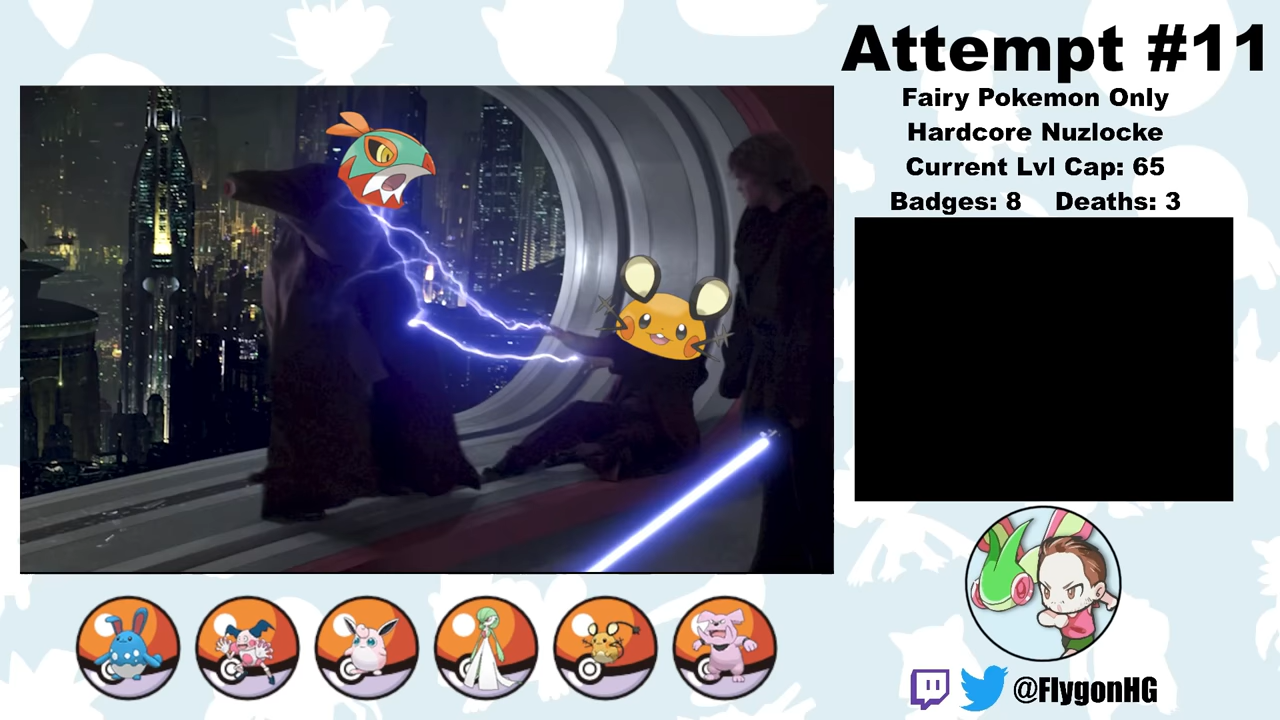 Attempt #11
Fairy Pokemon Only
Hardcore Nuzlocke
Current Lvl Cap: 65
Badges: 8 Deaths: 3
@FlygonHG